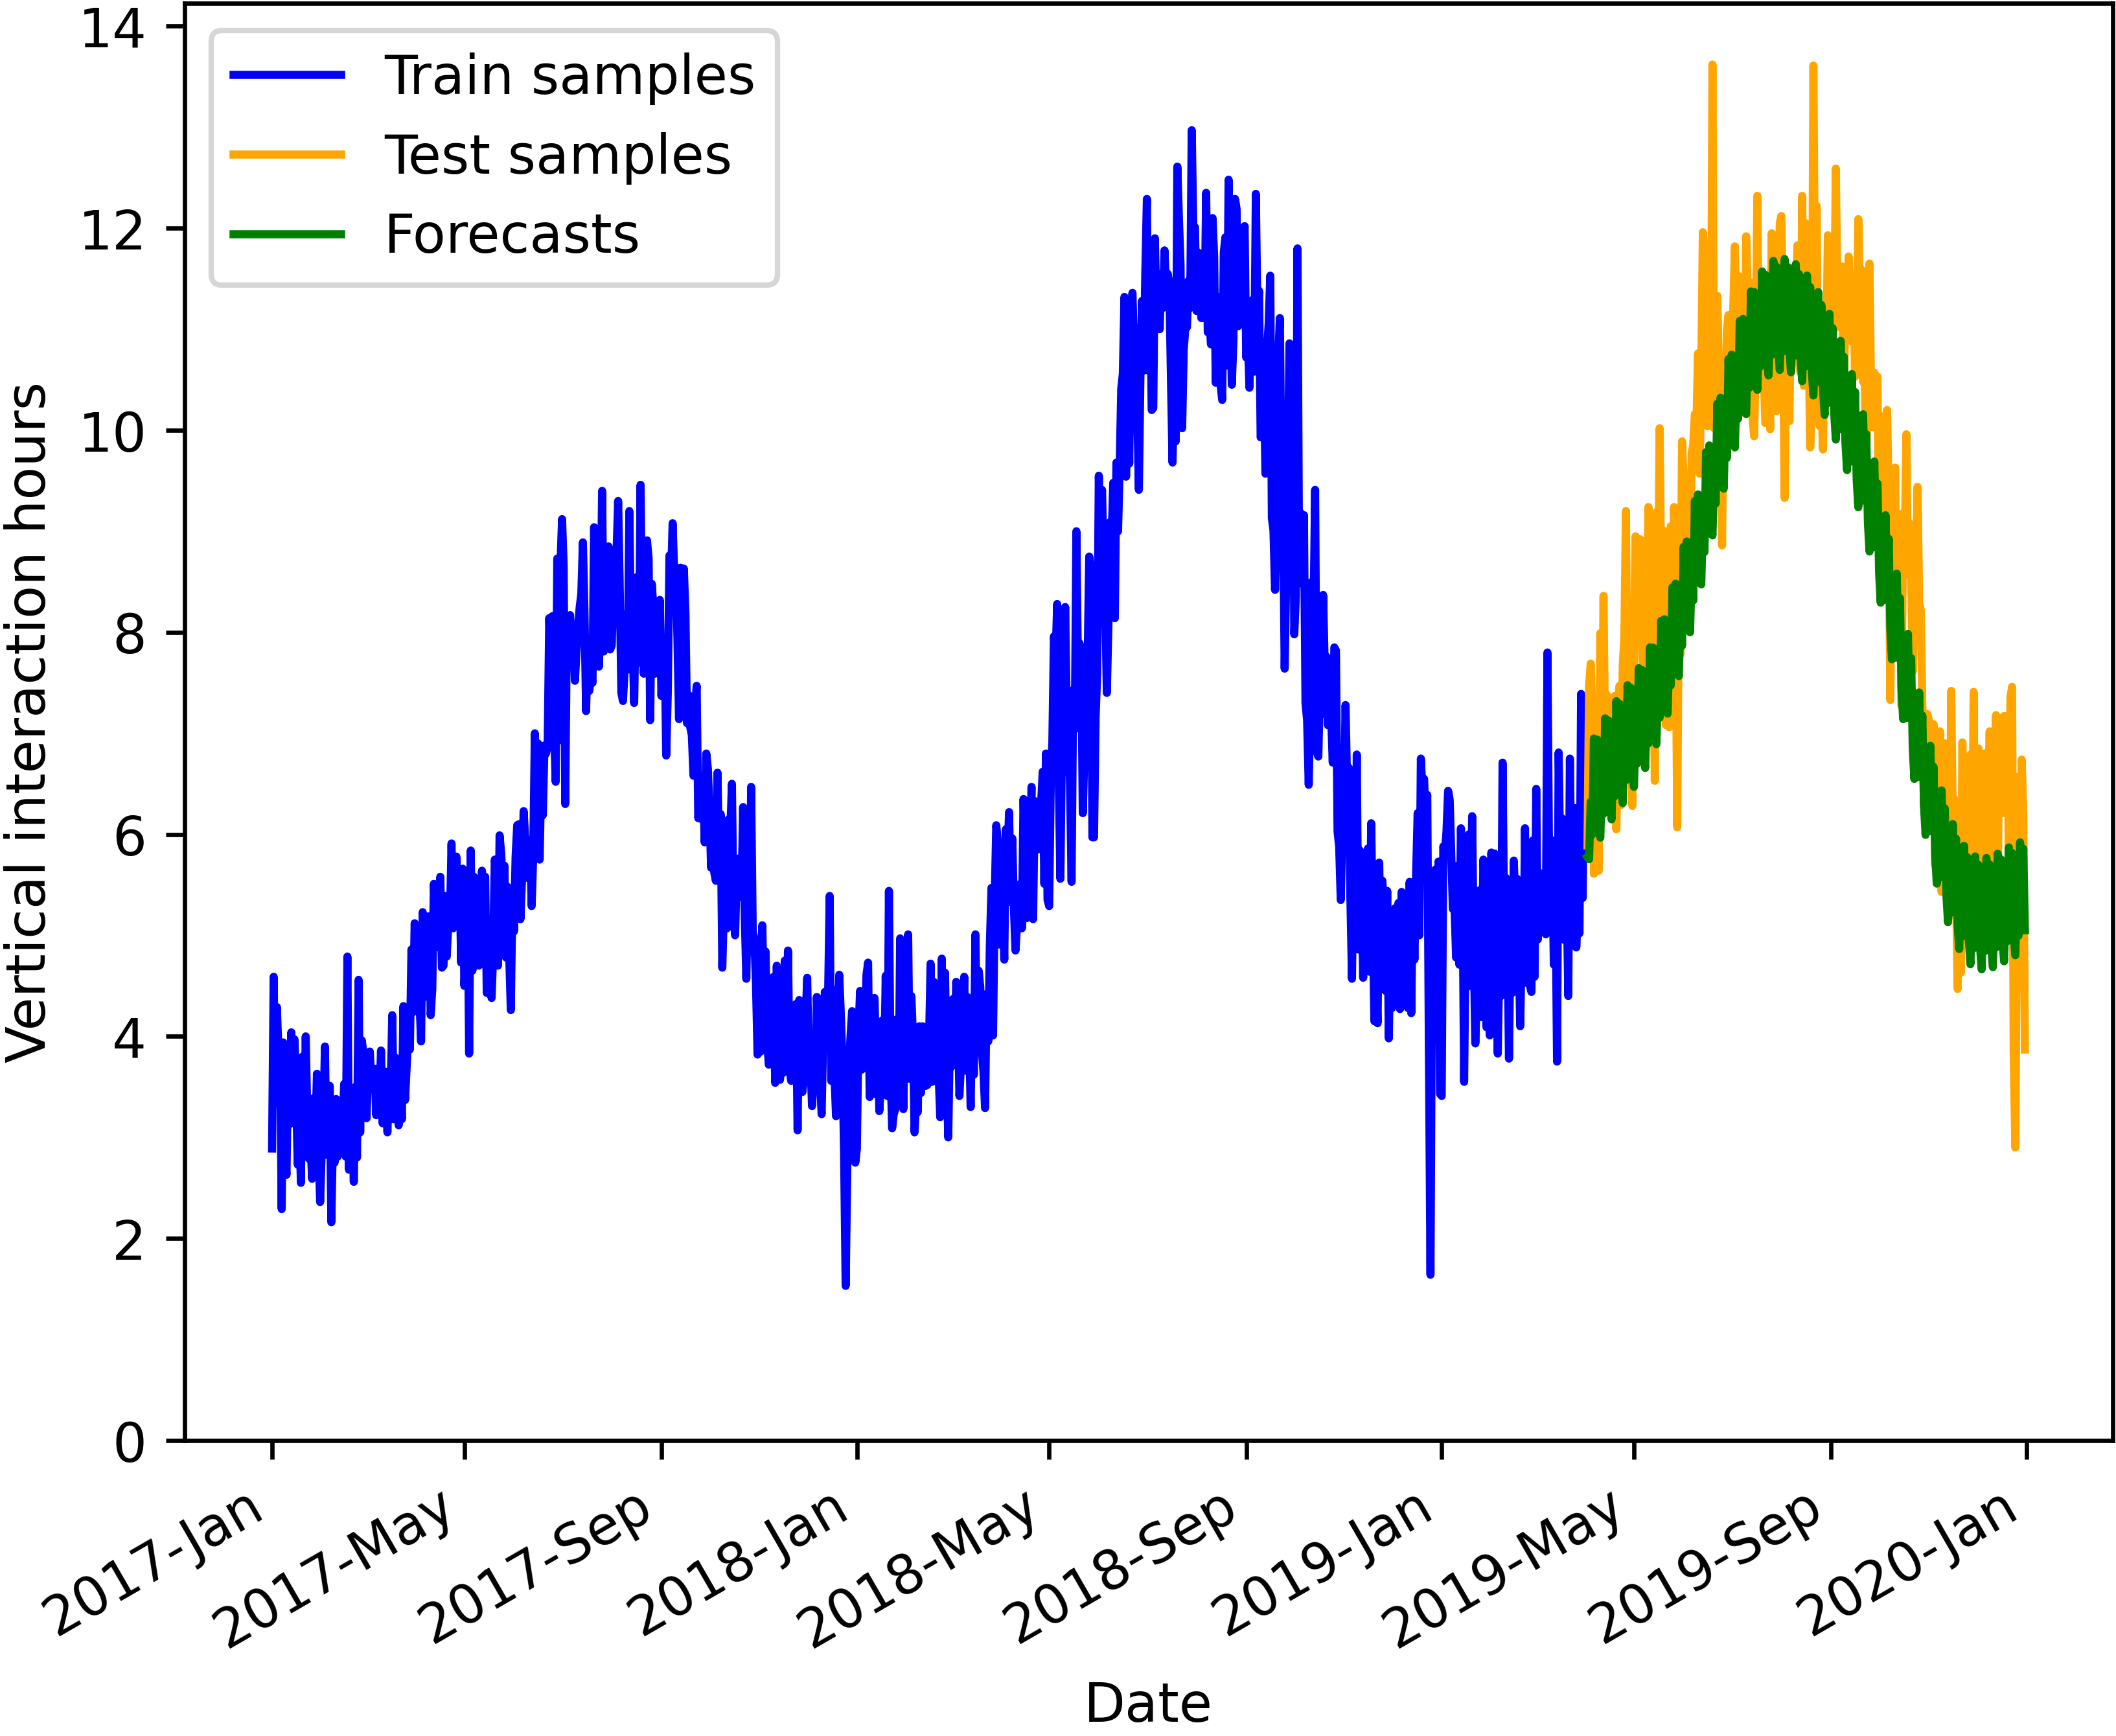 14
12
10
8
6
4
2
0
Vertical interaction hours
Train samples
Test samples
Forecasts
2017-Jan
2017-May
2017-Sep
2018-Jan
2018-May
2018-Sep
2019-Jan
2019-May
2019-Sep
2020-Jan
Date